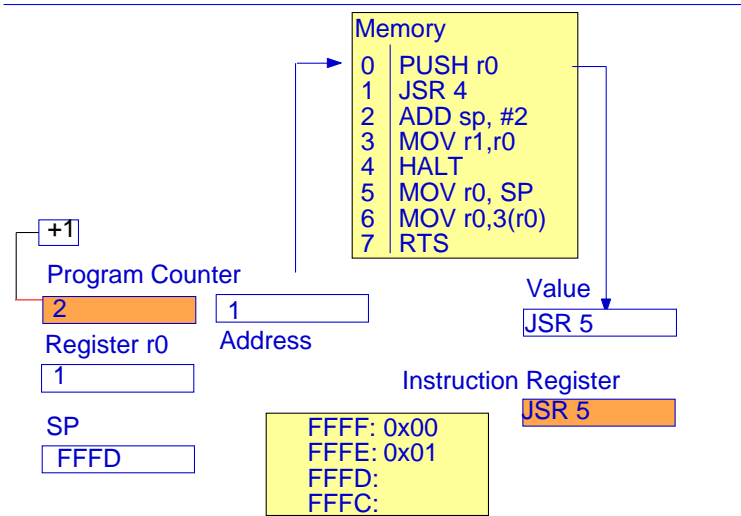 Memory
0 PUSH r0
1 JSR 4
2 ADD sp, #2
3 MOV r1,r0
4 HALT
5 MOV r0, SP
6 MOV r0,3(r0)
7 RTS
+1
Program Counter
2
1
Address
Value
JSR 5
Register r0
1
Instruction Register
JSR 5
SP
FFFD
FFFF: 0x00
FFFE: 0x01
FFFD:
FFFC: